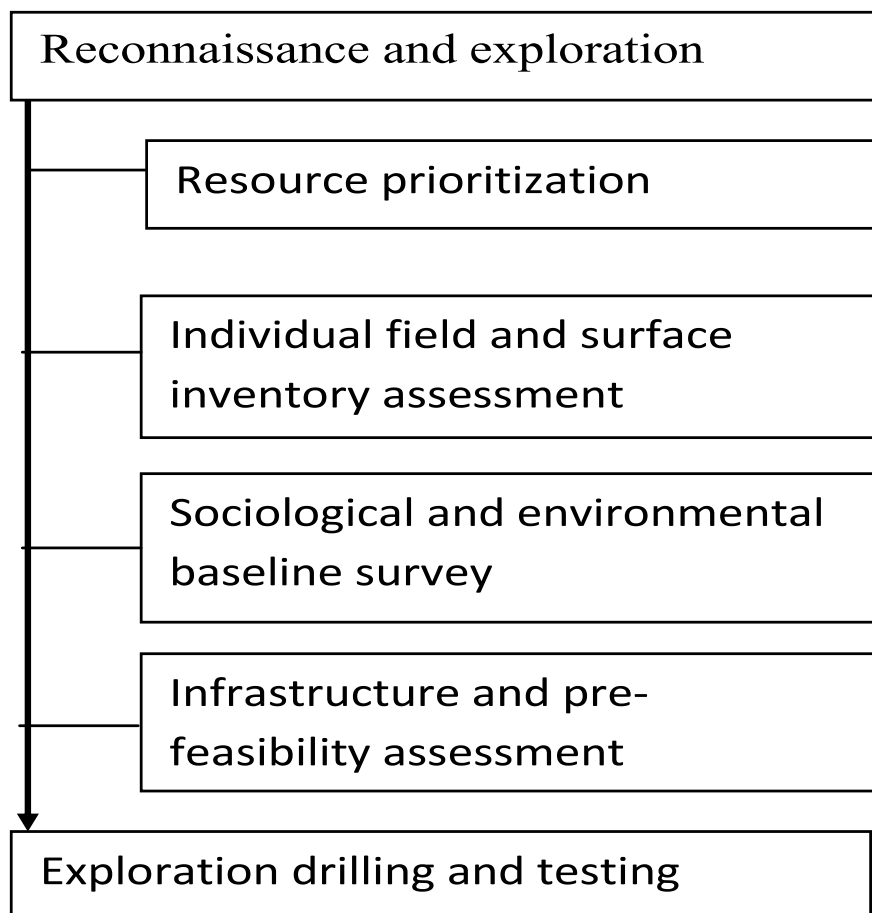 Reconnaissance and exploration
Resource prioritization
Individual field and surface
inventory assessment
Sociological and environmental
baseline survey
Infrastructure and pre-
feasibility assessment
Exploration drilling and testing